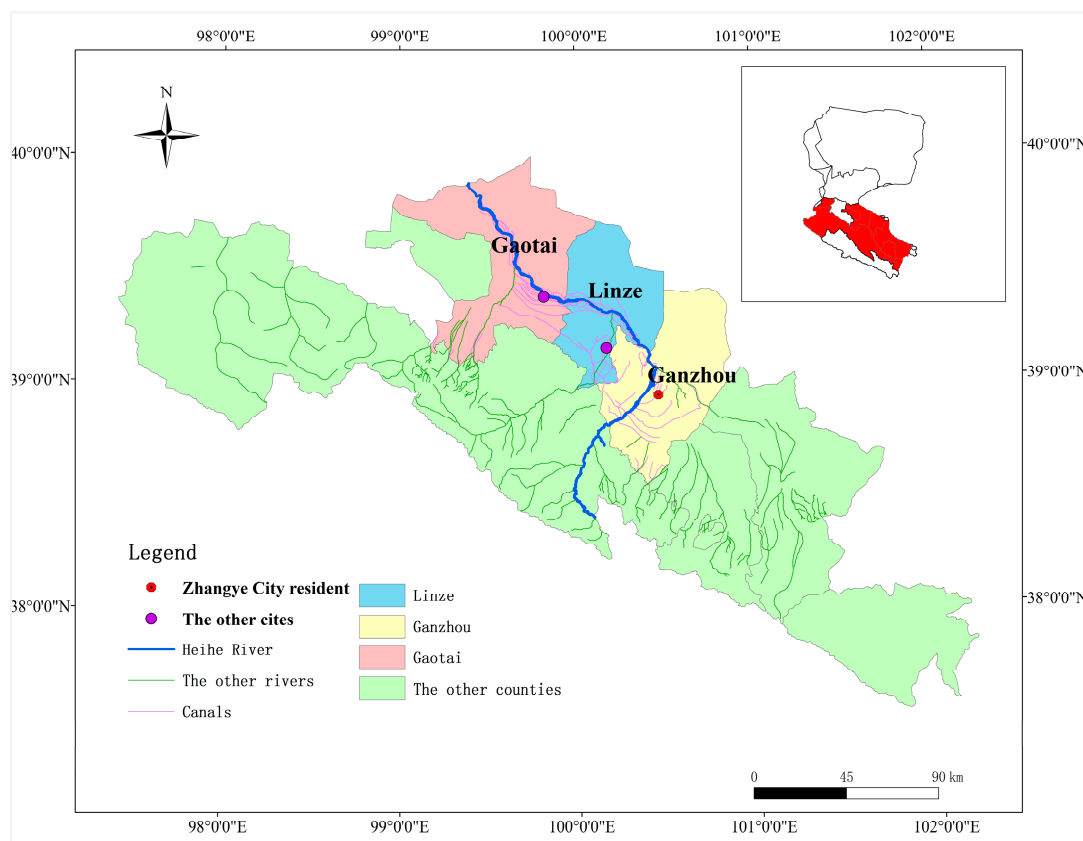 98°0'0"E 99°0'0"E 100°0'0"E 101°0'0"E 102°0'0"E
N
40°0'0"N 40°0'0"N
Gaotai
Linze
39°0'0"N Ganzhou 39°0'0"N
Legend
Zhangye City resident
The other cites
Heihe River
The other rivers
Canals
Linze
Ganzhou
Gaotai
The other counties
38°0'0"N 38°0'0"N
0 45 90 km
98°0'0"E 99°0'0"E 100°0'0"E 101°0'0"E 102°0'0"E